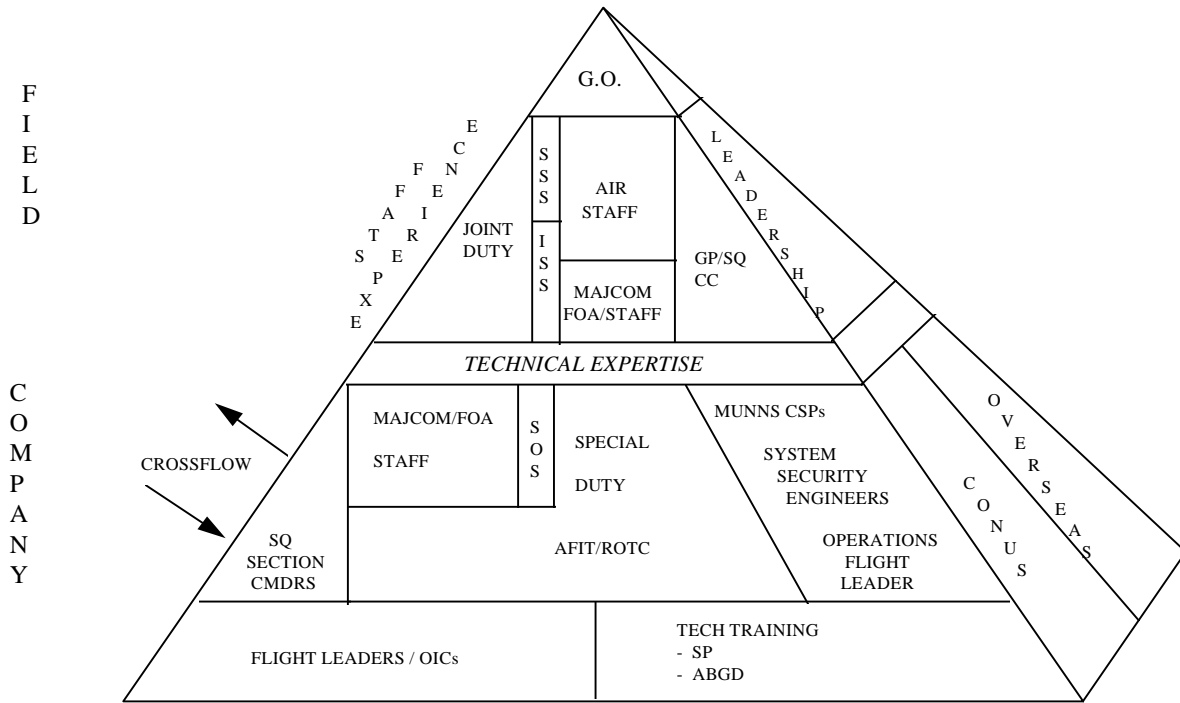 FIELD
COMPANY
G.O.
STAFF
EXPERIENCE
LEADERSHIP
JOINT
DUTY
SSS
ISS
AIR
STAFF
MAJCOM
FOA/STAFF
GP/SQ
CC
TECHNICAL EXPERTISE
CROSSFLOW
MAJCOM/FOA
STAFF
SOS
SPECIAL
DUTY
AFIT/ROTC
MUNNS CSPs
SYSTEM
SECURITY
ENGINEERS
OPERATIONS
FLIGHT
LEADER
SQ
SECTION
CMDRS
CONUS
OVERSEAS
FLIGHT LEADERS / OICs
TECH TRAINING
- SP
- ABGD